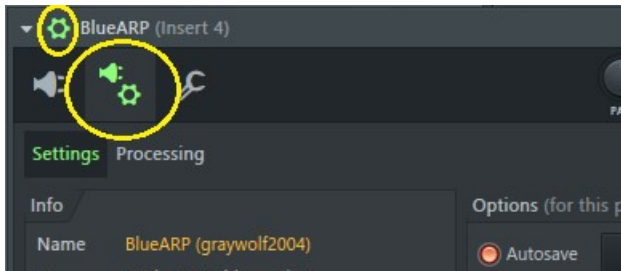 BlueARP (Insert 4)
Settings Processing
Info
Options (for this
Name BlueARP (graywolf2004)
Autosave